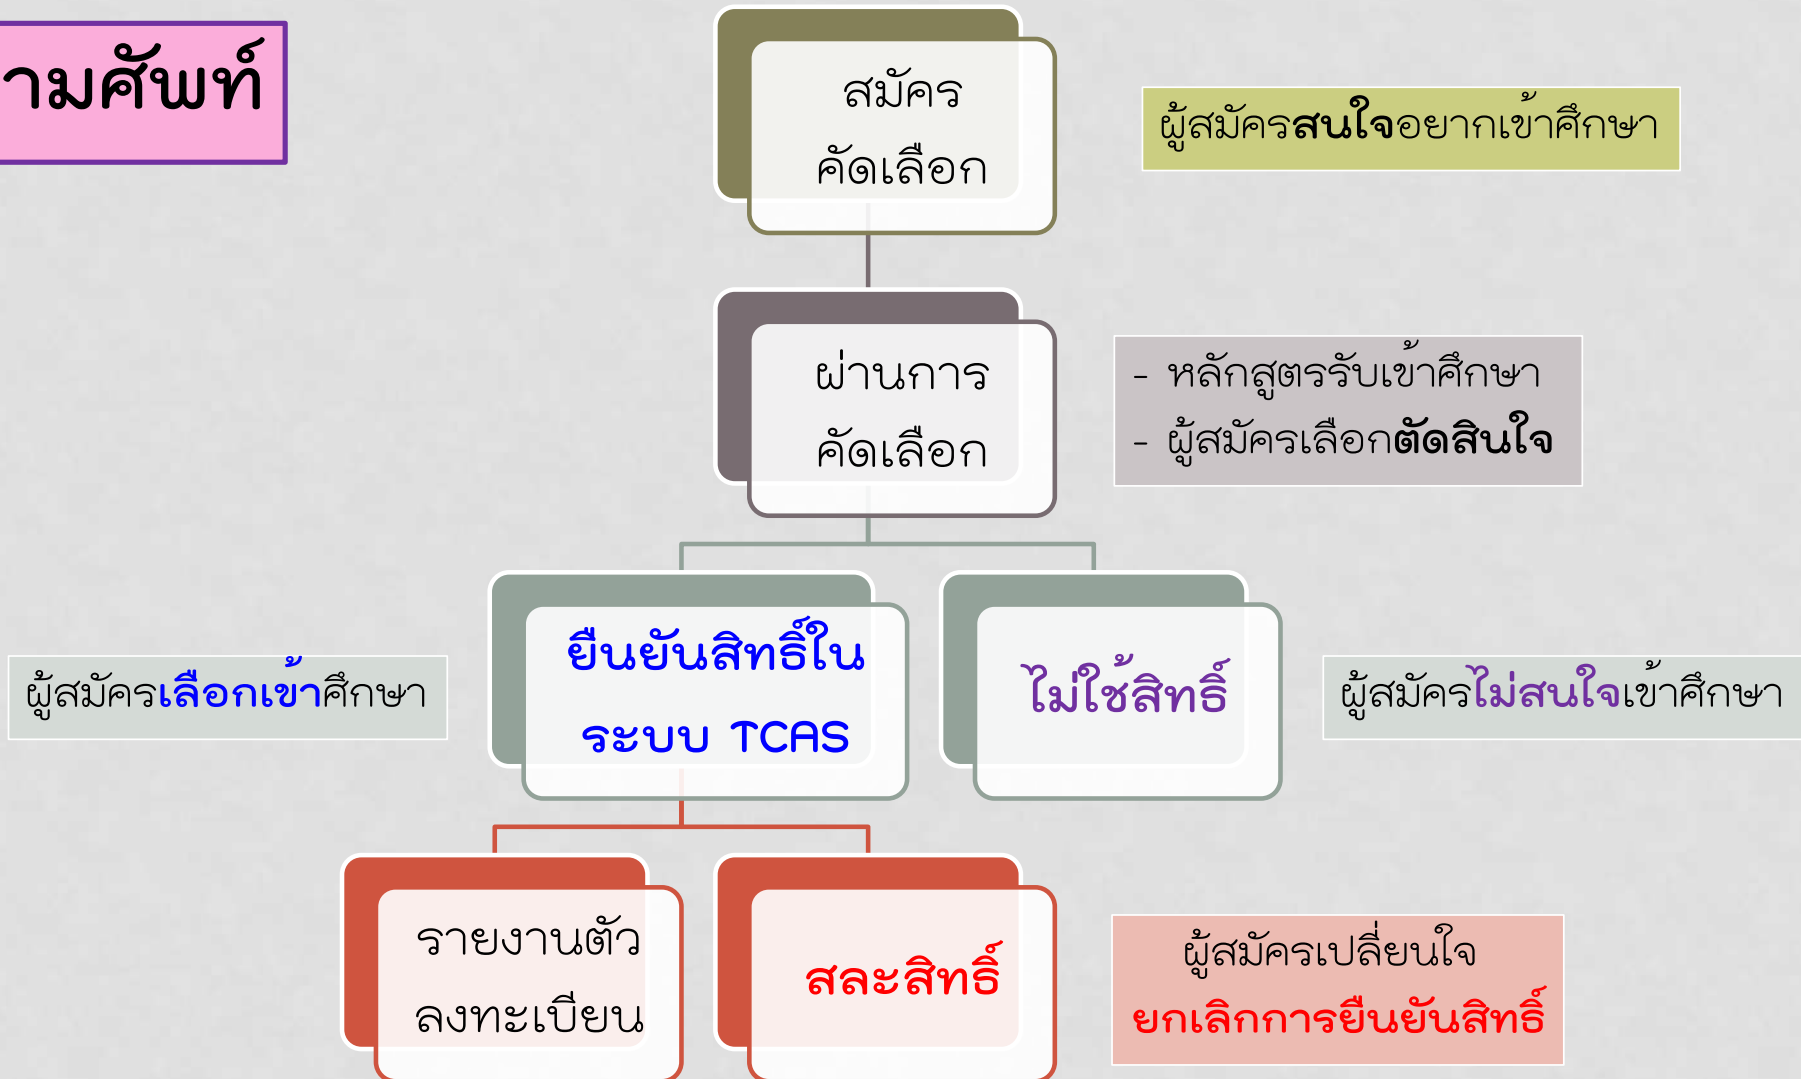 ามศัพท์
สมัคร
คัดเลือก
ผู้สมัครสนใจอยากเข้าศึกษา
ผ่านการ
คัดเลือก
- หลักสูตรรับเข้าศึกษา
- ผู้สมัครเลือกตัดสินใจ
ผู้สมัครเลือกเข้าศึกษา
ยืนยันสิทธิ์ใน
ระบบ TCAS
ไม่ใช้สิทธิ์
ผู้สมัครไม่สนใจเข้าศึกษา
รายงานตัว
ลงทะเบียน
สละสิทธิ์
ผู้สมัครเปลี่ยนใจ
ยกเลิกการยืนยันสิทธิ์